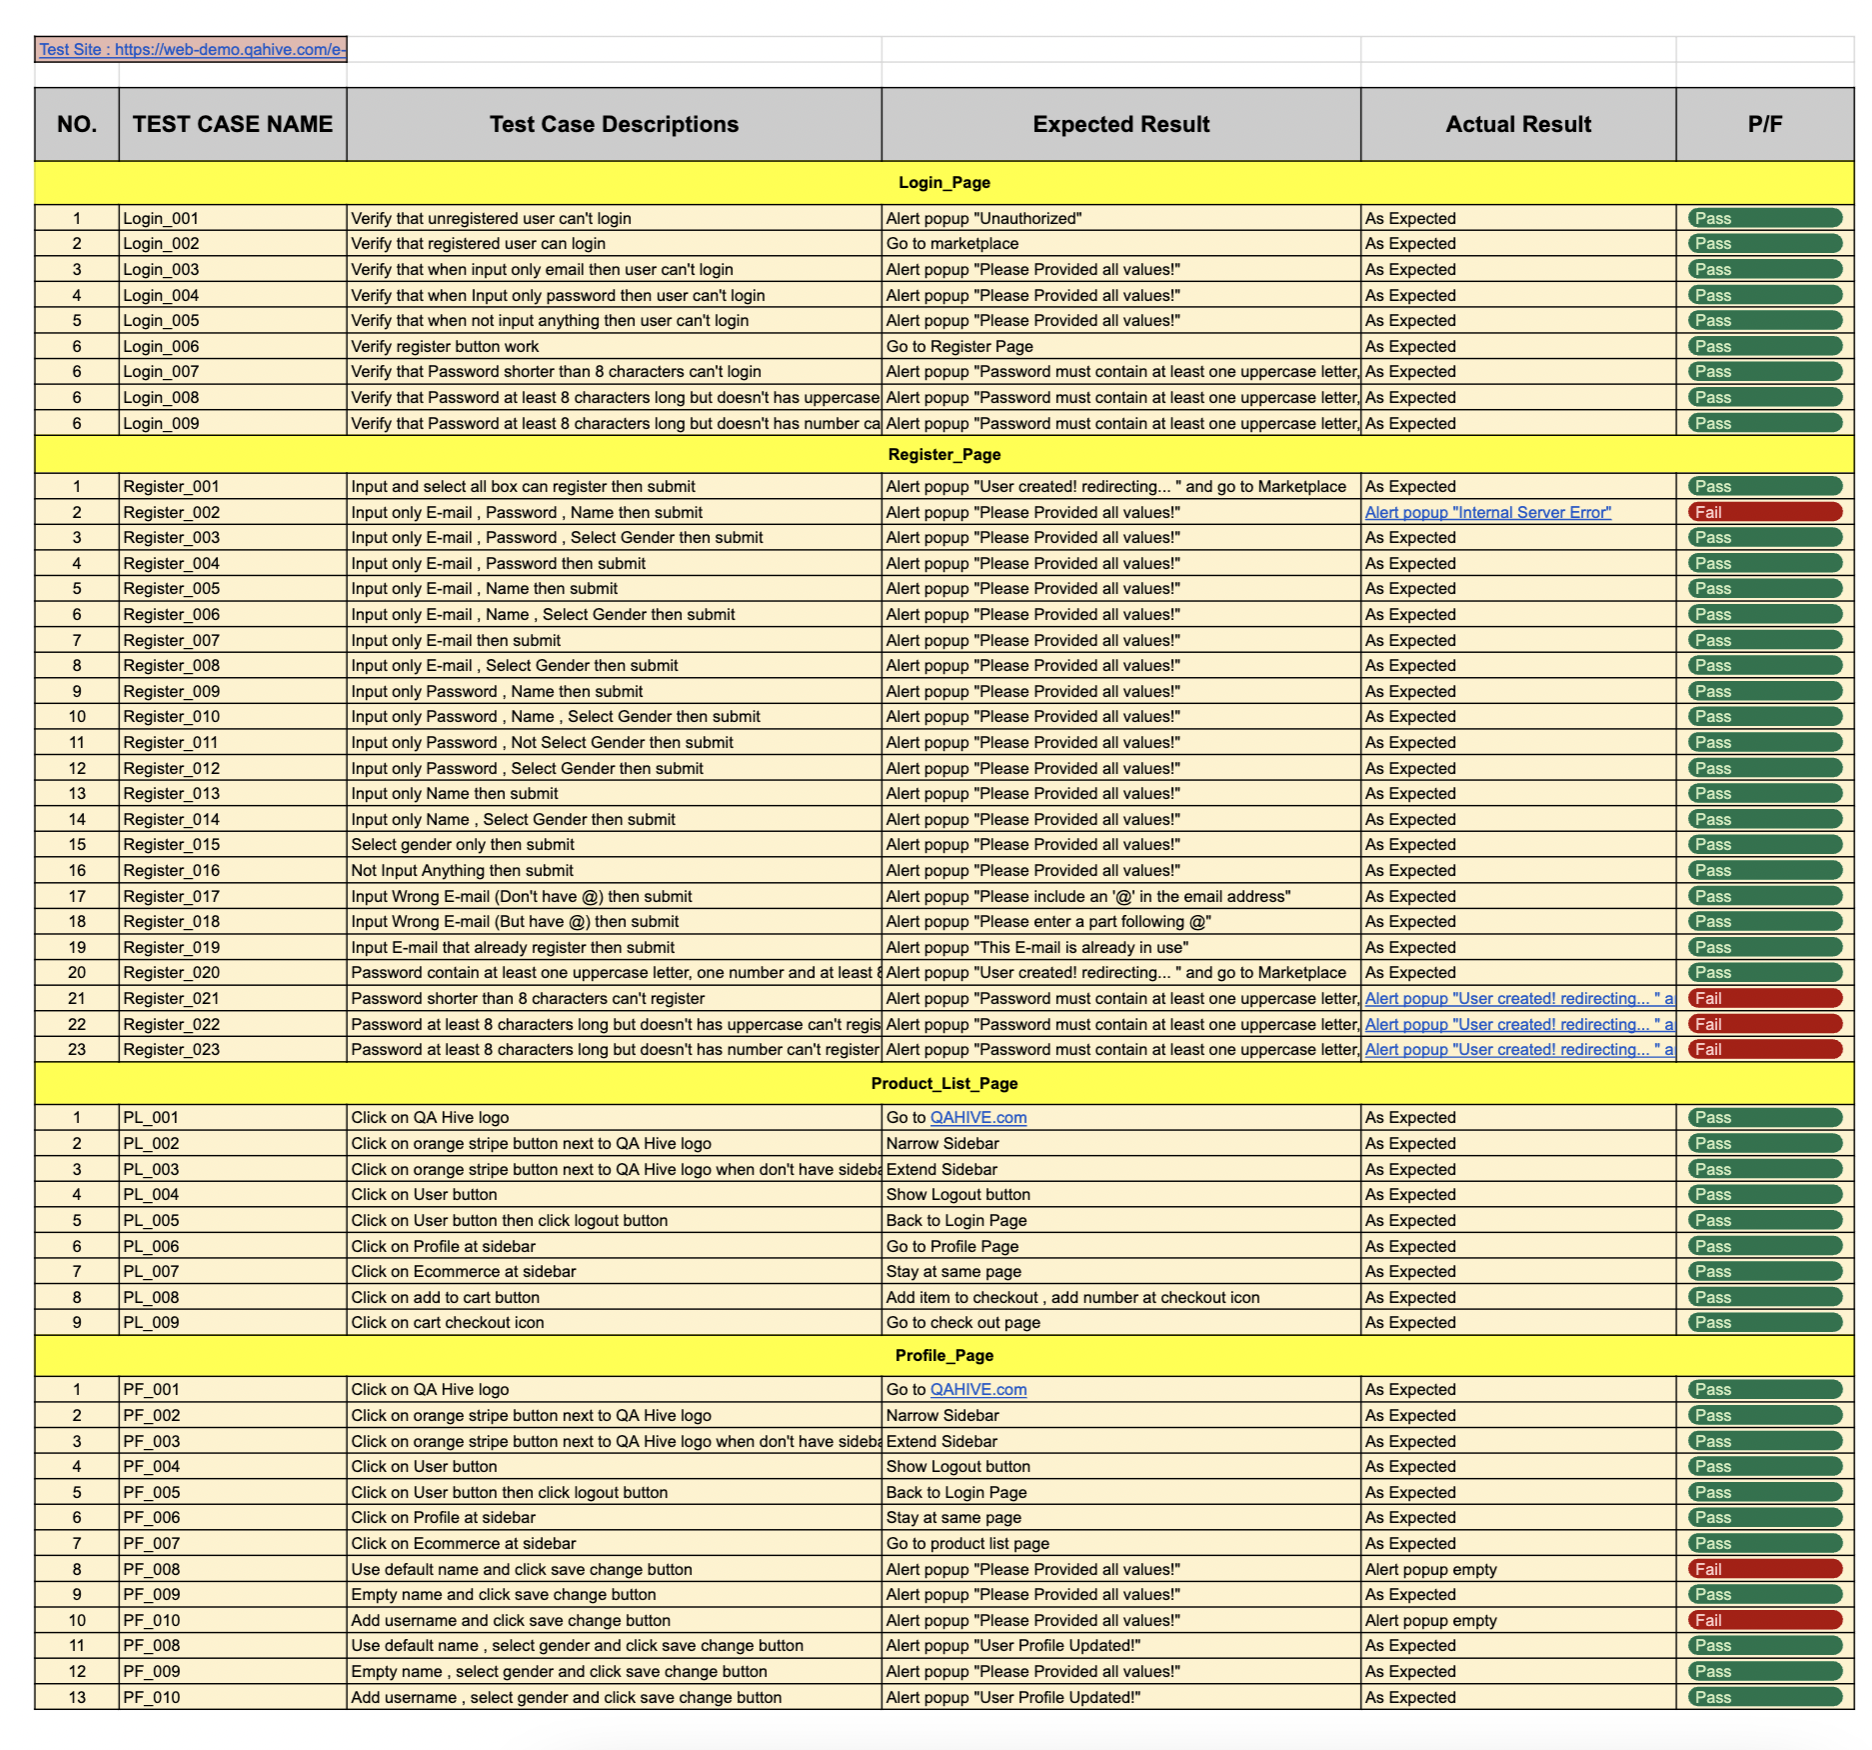 Test Site : https://web-demo.qahive.com/e-
NO. TEST CASE NAME Test Case Descriptions Expected Result Actual Result P/F
Login_Page
1 Login_001 Verify that unregistered user can't login Alert popup "Unauthorized" As Expected Pass
2 Login_002 Verify that registered user can login Go to marketplace As Expected Pass
3 Login_003 Verify that when input only email then user can't login Alert popup "Please Provided all values!" As Expected Pass
4 Login_004 Verify that when Input only password then user can't login Alert popup "Please Provided all values!" As Expected Pass
5 Login_005 Verify that when not input anything then user can't login Alert popup "Please Provided all values!" As Expected Pass
6 Login_006 Verify register button work Go to Register Page As Expected Pass
6 Login_007 Verify that Password shorter than 8 characters can't login Alert popup "Password must contain at least one uppercase letter, As Expected Pass
6 Login_008 Verify that Password at least 8 characters long but doesn't has uppercase Alert popup "Password must contain at least one uppercase letter, As Expected Pass
6 Login_009 Verify that Password at least 8 characters long but doesn't has number ca Alert popup "Password must contain at least one uppercase letter, As Expected Pass
Register_Page
1 Register_001 Input and select all box can register then submit Alert popup "User created! redirecting... " and go to Marketplace As Expected Pass
2 Register_002 Input only E-mail , Password , Name then submit Alert popup "Please Provided all values!" Alert popup "Internal Server Error" Fail
3 Register_003 Input only E-mail , Password , Select Gender then submit Alert popup "Please Provided all values!" As Expected Pass
4 Register_004 Input only E-mail , Password then submit Alert popup "Please Provided all values!" As Expected Pass
5 Register_005 Input only E-mail , Name then submit Alert popup "Please Provided all values!" As Expected Pass
6 Register_006 Input only E-mail , Name , Select Gender then submit Alert popup "Please Provided all values!" As Expected Pass
7 Register_007 Input only E-mail then submit Alert popup "Please Provided all values!" As Expected Pass
8 Register_008 Input only E-mail , Select Gender then submit Alert popup "Please Provided all values!" As Expected Pass
9 Register_009 Input only Password , Name then submit Alert popup "Please Provided all values!" As Expected Pass
10 Register_010 Input only Password , Name , Select Gender then submit Alert popup "Please Provided all values!" As Expected Pass
11 Register_011 Input only Password , Not Select Gender then submit Alert popup "Please Provided all values!" As Expected Pass
12 Register_012 Input only Password , Select Gender then submit Alert popup "Please Provided all values!" As Expected Pass
13 Register_013 Input only Name then submit Alert popup "Please Provided all values!" As Expected Pass
14 Register_014 Input only Name , Select Gender then submit Alert popup "Please Provided all values!" As Expected Pass
15 Register_015 Select gender only then submit Alert popup "Please Provided all values!" As Expected Pass
16 Register_016 Not Input Anything then submit Alert popup "Please Provided all values!" As Expected Pass
17 Register_017 Input Wrong E-mail (Don't have @) then submit Alert popup "Please include an '@' in the email address" As Expected Pass
18 Register_018 Input Wrong E-mail (But have @) then submit Alert popup "Please enter a part following @" As Expected Pass
19 Register_019 Input E-mail that already register then submit Alert popup "This E-mail is already in use" As Expected Pass
20 Register_020 Password contain at least one uppercase letter, one number and at least 8 Alert popup "User created! redirecting... " and go to Marketplace As Expected Pass
21 Register_021 Password shorter than 8 characters can't register Alert popup "Password must contain at least one uppercase letter, Alert popup "User created! redirecting... " a Fail
22 Register_022 Password at least 8 characters long but doesn't has uppercase can't regis Alert popup "Password must contain at least one uppercase letter, Alert popup "User created! redirecting... " a Fail
23 Register_023 Password at least 8 characters long but doesn't has number can't register Alert popup "Password must contain at least one uppercase letter, Alert popup "User created! redirecting... " a Fail
Product_List_Page
1 PL_001 Click on QA Hive logo Go to QAHIVE.com As Expected Pass
2 PL_002 Click on orange stripe button next to QA Hive logo Narrow Sidebar As Expected Pass
3 PL_003 Click on orange stripe button next to QA Hive logo when don't have sideba Extend Sidebar As Expected Pass
4 PL_004 Click on User button Show Logout button As Expected Pass
5 PL_005 Click on User button then click logout button Back to Login Page As Expected Pass
6 PL_006 Click on Profile at sidebar Go to Profile Page As Expected Pass
7 PL_007 Click on Ecommerce at sidebar Stay at same page As Expected Pass
8 PL_008 Click on add to cart button Add item to checkout , add number at checkout icon As Expected Pass
9 PL_009 Click on cart checkout icon Go to check out page As Expected Pass
Profile_Page
1 PF_001 Click on QA Hive logo Go to QAHIVE.com As Expected Pass
2 PF_002 Click on orange stripe button next to QA Hive logo Narrow Sidebar As Expected Pass
3 PF_003 Click on orange stripe button next to QA Hive logo when don't have sideba Extend Sidebar As Expected Pass
4 PF_004 Click on User button Show Logout button As Expected Pass
5 PF_005 Click on User button then click logout button Back to Login Page As Expected Pass
6 PF_006 Click on Profile at sidebar Stay at same page As Expected Pass
7 PF_007 Click on Ecommerce at sidebar Go to product list page As Expected Pass
8 PF_008 Use default name and click save change button Alert popup "Please Provided all values!" Alert popup empty Fail
9 PF_009 Empty name and click save change button Alert popup "Please Provided all values!" As Expected Pass
10 PF_010 Add username and click save change button Alert popup "Please Provided all values!" Alert popup empty Fail
11 PF_008 Use default name , select gender and click save change button Alert popup "User Profile Updated!" As Expected Pass
12 PF_009 Empty name , select gender and click save change button Alert popup "Please Provided all values!" As Expected Pass
13 PF_010 Add username , select gender and click save change button Alert popup "User Profile Updated!" As Expected Pass